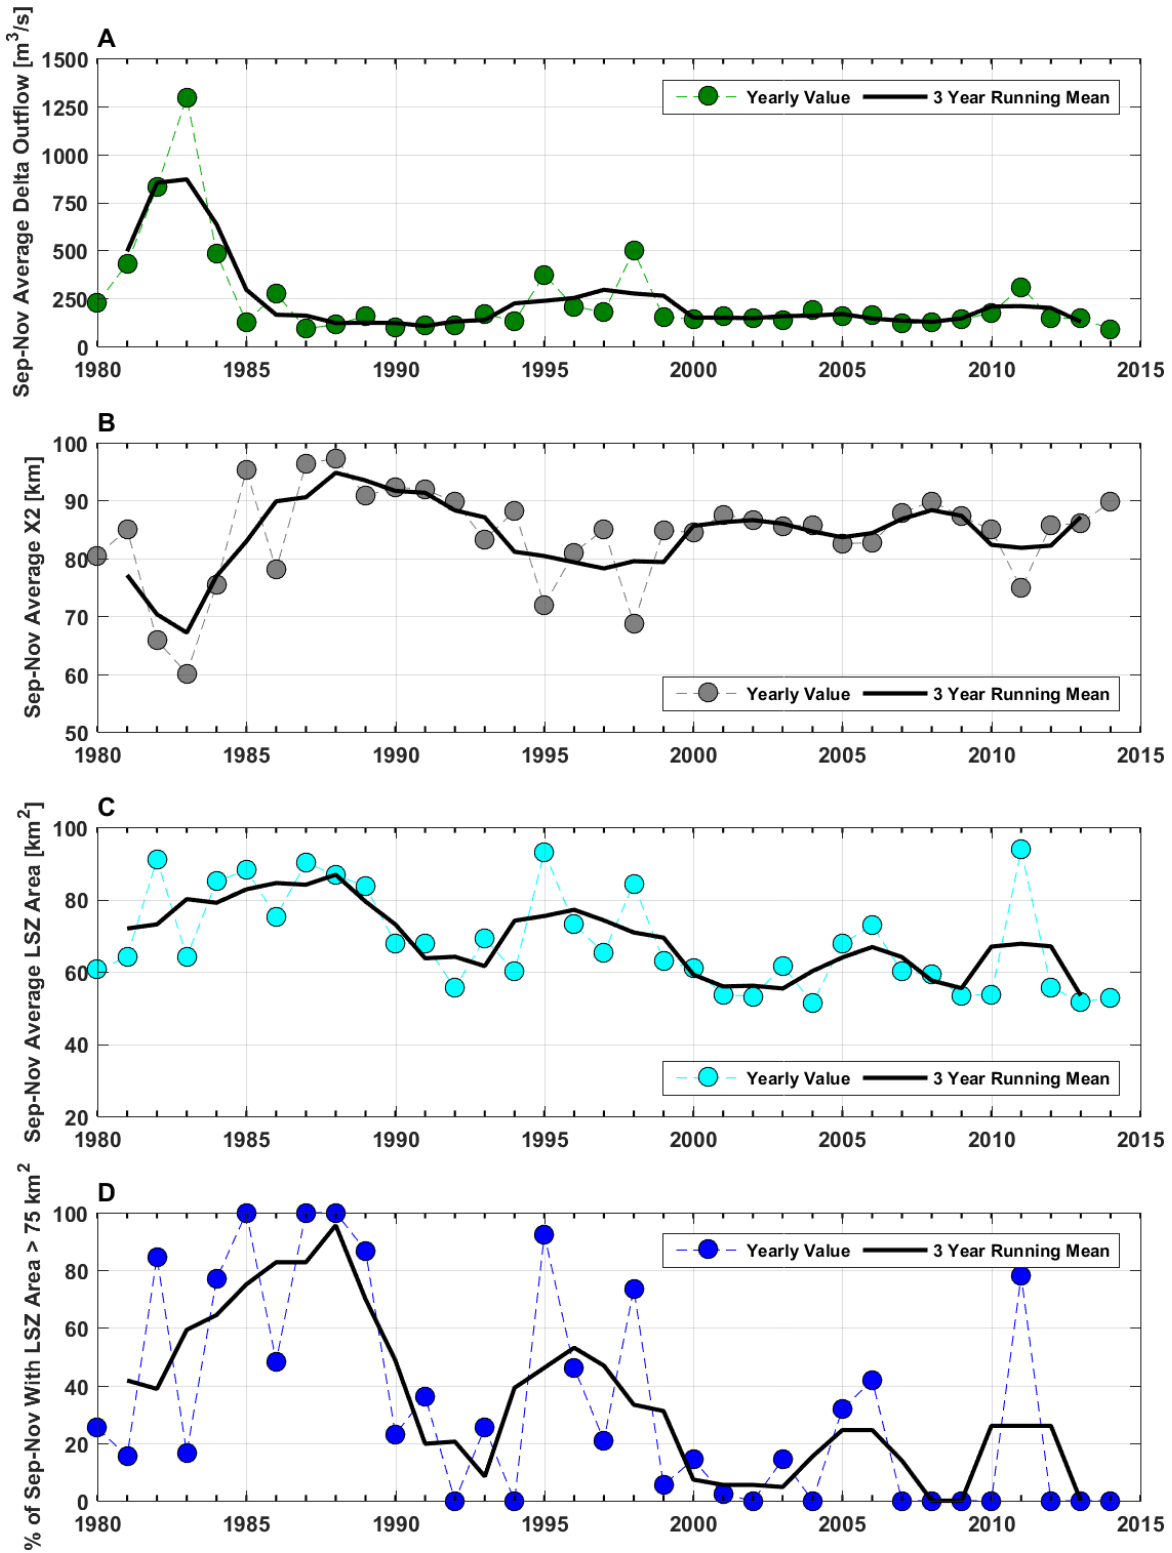 A
Sep-Nov Average Delta Outflow [m³/s]
1500
1250
1000
750
500
250
0
Yearly Value 3 Year Running Mean
1980 1985 1990 1995 2000 2005 2010 2015
B
Sep-Nov Average X2 [km]
100
90
80
70
60
50
Yearly Value 3 Year Running Mean
1980 1985 1990 1995 2000 2005 2010 2015
C
Sep-Nov Average LSZ Area [km²]
100
80
60
40
20
Yearly Value 3 Year Running Mean
1980 1985 1990 1995 2000 2005 2010 2015
D
% of Sep-Nov With LSZ Area > 75 km²
100
80
60
40
20
0
Yearly Value 3 Year Running Mean
1980 1985 1990 1995 2000 2005 2010 2015